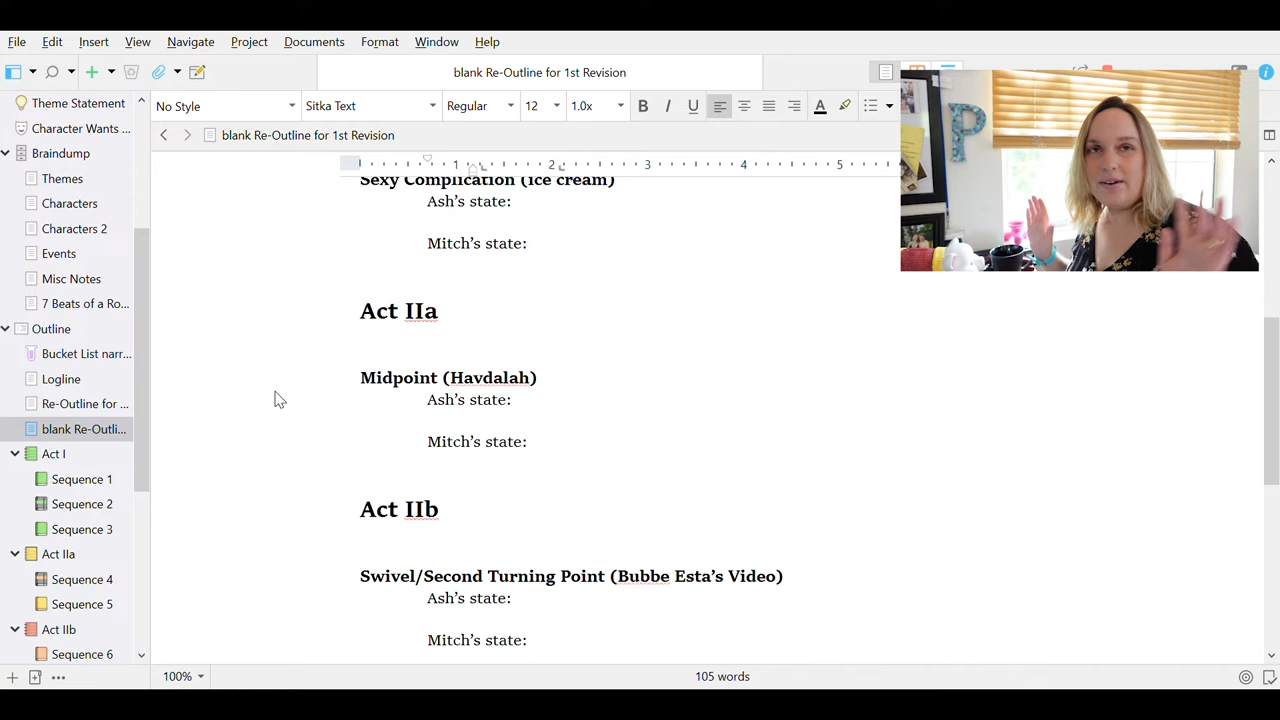 File Edit Insert View Navigate Project Documents Format Window Help
blank Re-Outline for 1st Revision
No Style Sitka Text Regular 12 1.0x B I U A
blank Re-Outline for 1st Revision
Theme Statement
Character Wants ...
Braindump
Themes
Characters
Characters 2
Events
Misc Notes
7 Beats of a Ro...
Outline
Bucket List narr...
Logline
Re-Outline for ...
blank Re-Outli...
Act I
Sequence 1
Sequence 2
Sequence 3
Act IIa
Sequence 4
Sequence 5
Act IIb
Sequence 6
1 2 3 4 5
Sexy Complication (Ice cream)
Ash's state:
Mitch's state:
Act IIa
Midpoint (Havdalah)
Ash's state:
Mitch's state:
Act IIb
Swivel/Second Turning Point (Bubbe Esta's Video)
Ash's state:
Mitch's state:
P
100% 105 words